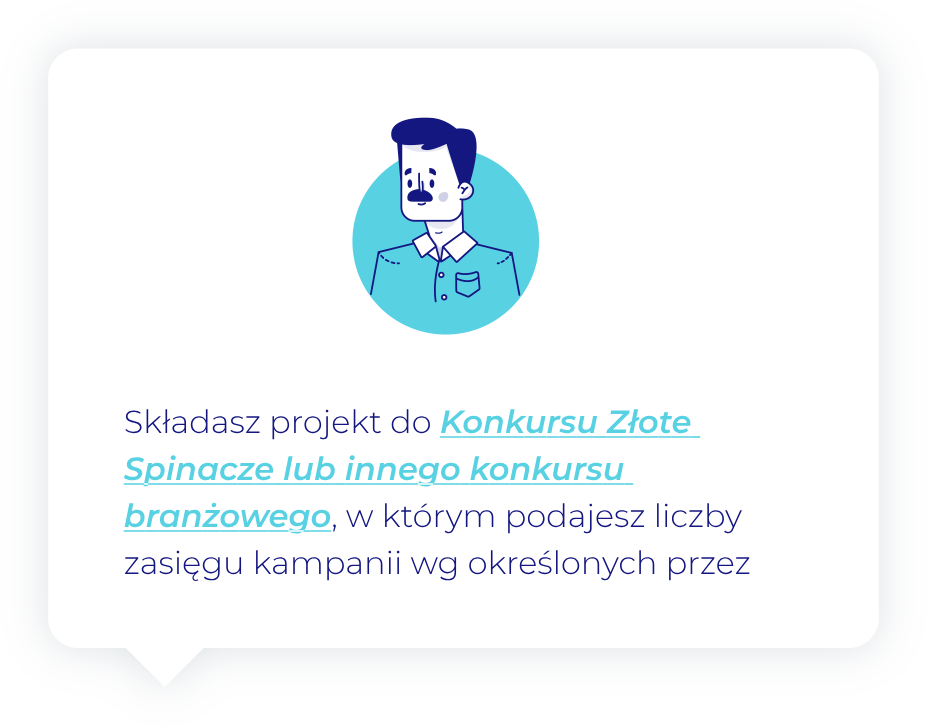 Składasz projekt do Konkursu Złote
Spinacze lub innego konkursu
branżowego, w którym podajesz liczby
zasięgu kampanii wg określonych przez